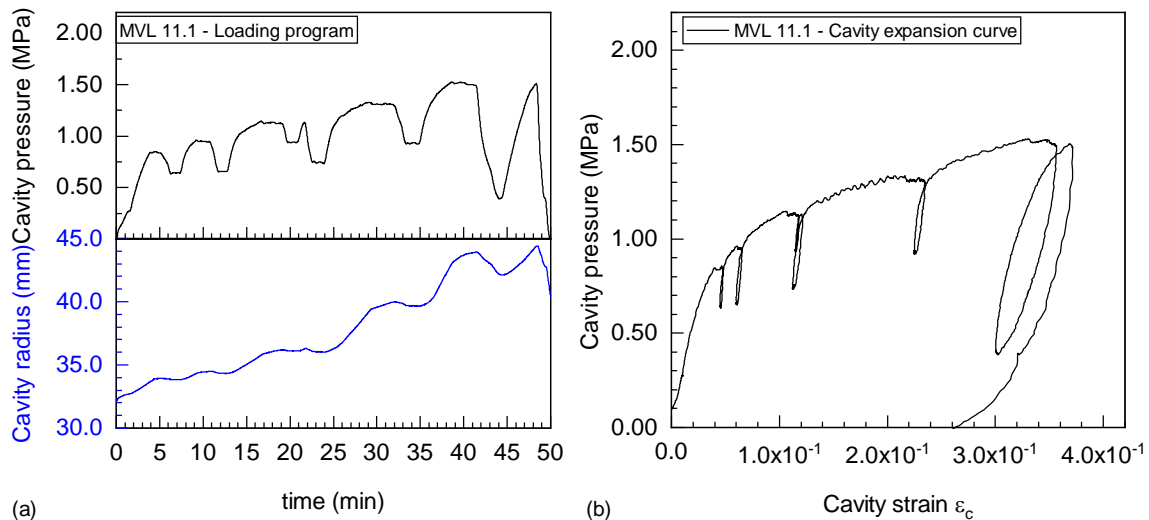 MVL 11.1 - Loading program
Cavity pressure (MPa)
2.00
1.50
1.00
0.50
Cavity radius (mm)
45.0
40.0
35.0
30.0
0 5 10 15 20 25 30 35 40 45 50
time (min)
(a)
MVL 11.1 - Cavity expansion curve
Cavity pressure (MPa)
2.00
1.50
1.00
0.50
0.00
0.0 1.0x10⁻¹ 2.0x10⁻¹ 3.0x10⁻¹ 4.0x10⁻¹
Cavity strain εc
(b)